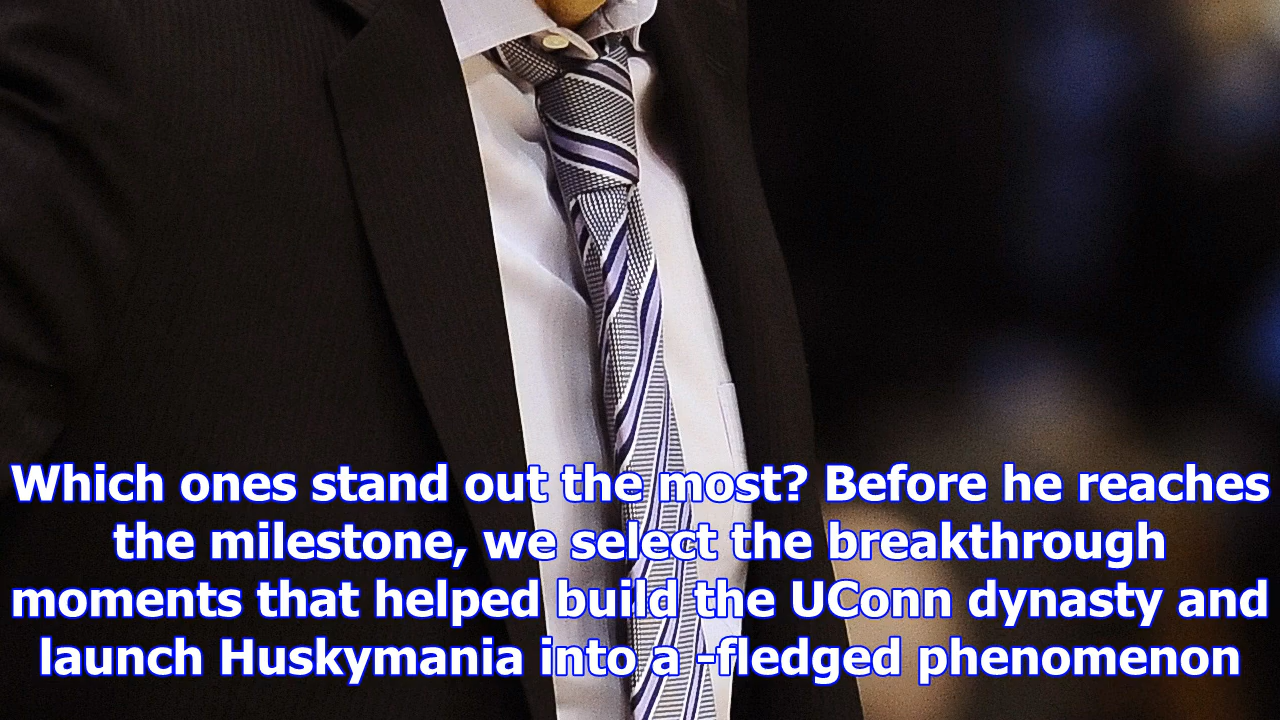 Which ones stand out the most? Before he reaches
the milestone, we select the breakthrough
moments that helped build the UConn dynasty and
launch Huskymania into a -fledged phenomenon